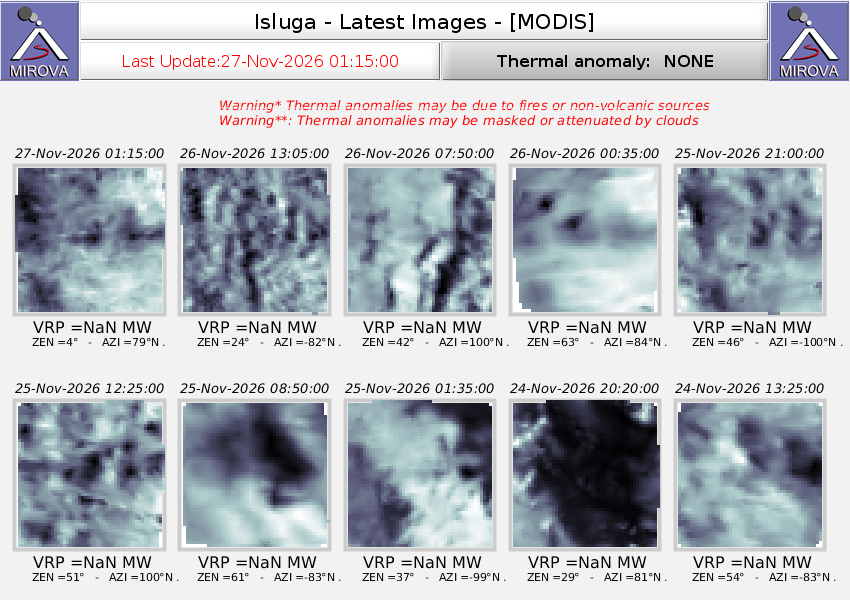 Isluga - Latest Images - [MODIS]
MIROVA
Last Update:27-Nov-2026 01:15:00
Thermal anomaly: NONE
MIROVA
Warning* Thermal anomalies may be due to fires or non-volcanic sources
Warning**: Thermal anomalies may be masked or attenuated by clouds
27-Nov-2026 01:15:00
26-Nov-2026 13:05:00
26-Nov-2026 07:50:00
26-Nov-2026 00:35:00
25-Nov-2026 21:00:00
VRP =NaN MW
VRP =NaN MW
VRP =NaN MW
VRP =NaN MW
VRP =NaN MW
ZEN =4° - AZI =79°N .
ZEN =24° - AZI =-82°N .
ZEN =42° - AZI =100°N .
ZEN =63° - AZI =84°N .
ZEN =46° - AZI =-100°N .
25-Nov-2026 12:25:00
25-Nov-2026 08:50:00
25-Nov-2026 01:35:00
24-Nov-2026 20:20:00
24-Nov-2026 13:25:00
VRP =NaN MW
VRP =NaN MW
VRP =NaN MW
VRP =NaN MW
VRP =NaN MW
ZEN =51° - AZI =100°N .
ZEN =61° - AZI =-83°N .
ZEN =37° - AZI =-99°N .
ZEN =29° - AZI =81°N .
ZEN =54° - AZI =-83°N .